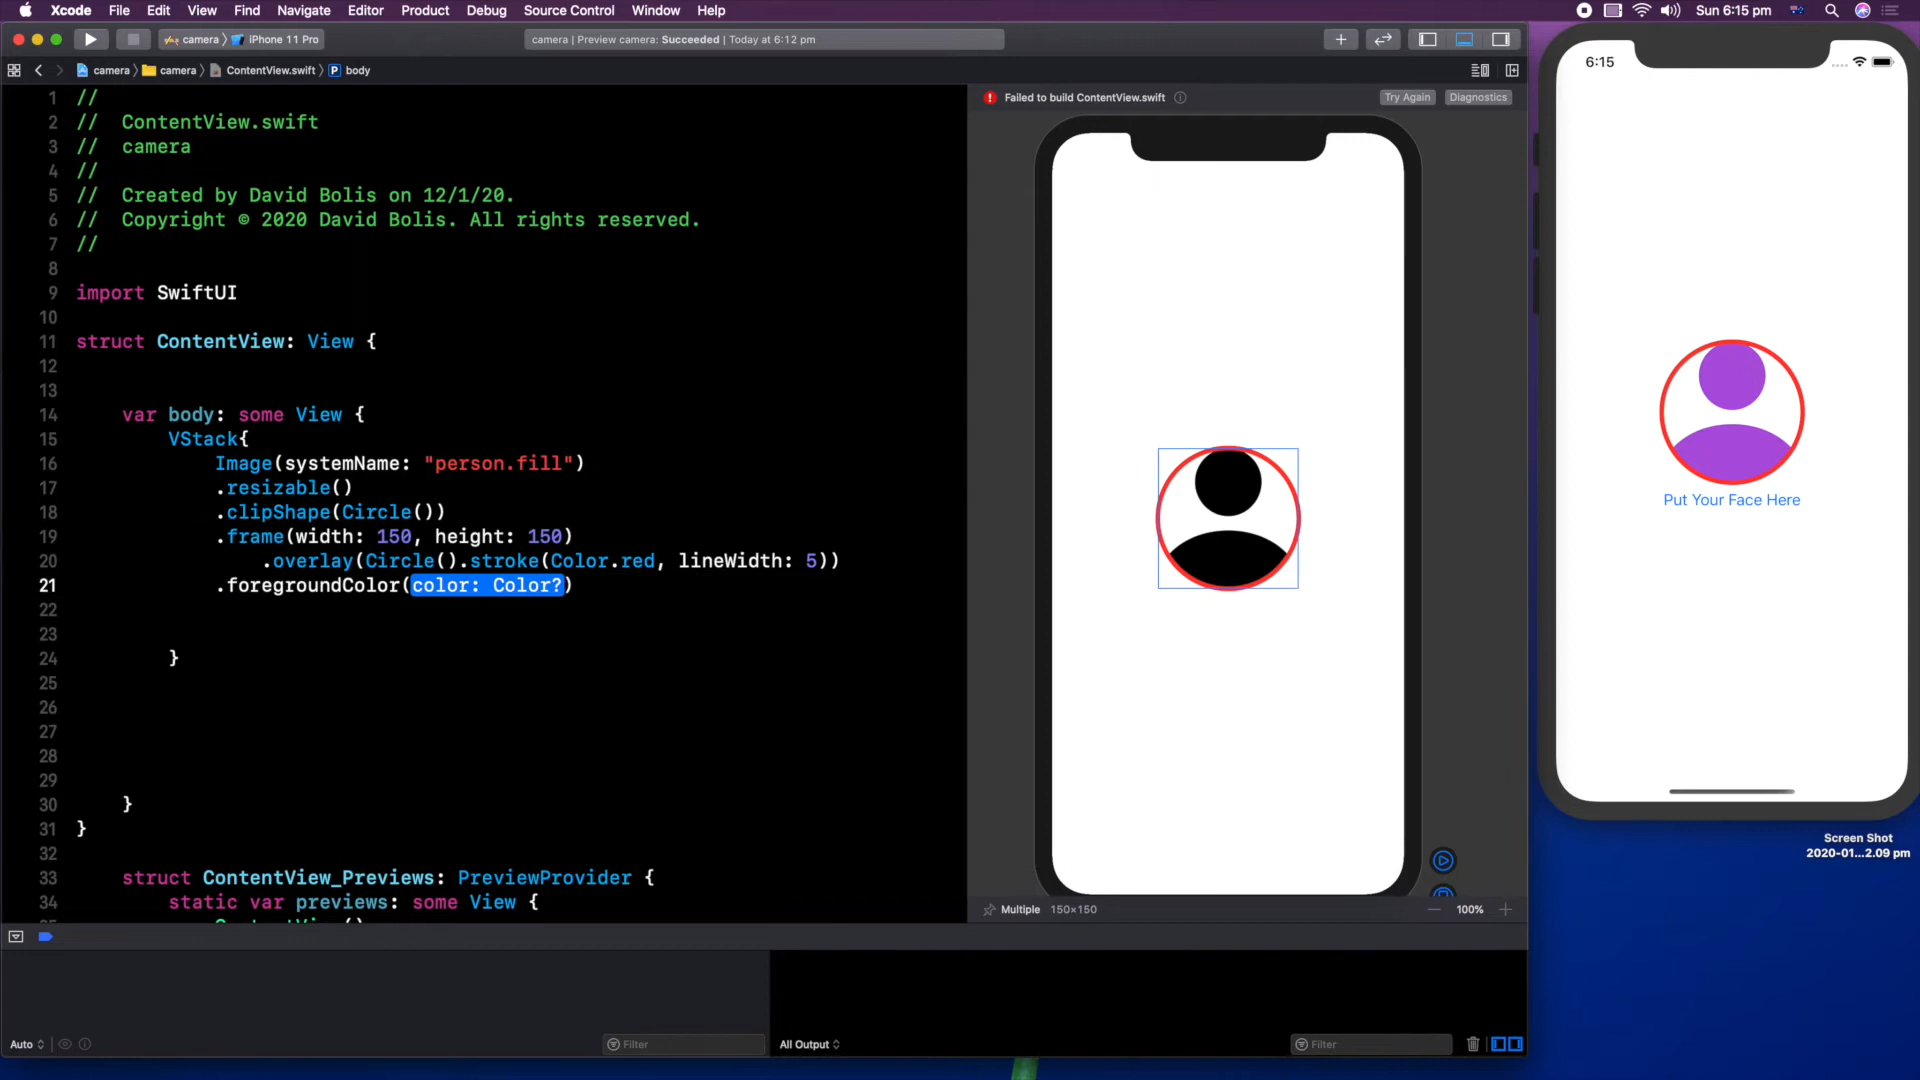 Xcode File Edit View Find Navigate Editor Product Debug Source Control Window Help
Sun 6:15 pm
camera iPhone 11 Pro
camera | Preview camera: Succeeded | Today at 6:12 pm
camera camera ContentView.swift P body
1 //
2 // ContentView.swift
3 // camera
4 //
5 // Created by David Bolis on 12/1/20.
6 // Copyright © 2020 David Bolis. All rights reserved.
7 //
8
9 import SwiftUI
10
11 struct ContentView: View {
12
13
14 var body: some View {
15 VStack{
16 Image(systemName: "person.fill")
17 .resizable()
18 .clipShape(Circle())
19 .frame(width: 150, height: 150)
20 .overlay(Circle().stroke(Color.red, lineWidth: 5))
21 .foregroundColor(color: Color?)
22
23
24 }
25
26
27
28
29
30 }
31 }
32
33 struct ContentView_Previews: PreviewProvider {
34 static var previews: some View {
Failed to build ContentView.swift
Try Again
Diagnostics
Multiple 150×150
100%
Auto
Filter
All Output
Filter
6:15
Put Your Face Here
Screen Shot
2020-01...2.09 pm